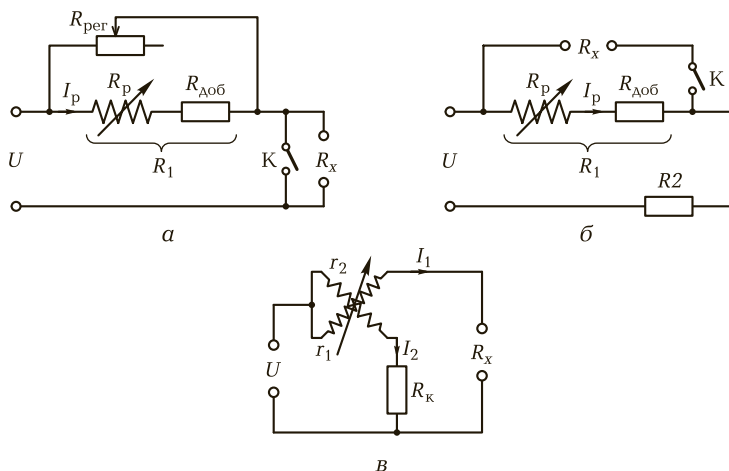 Rрег
Iр Rр Rдоб
U K Rx
R1
а
Rx
K
Rр Iр Rдоб
U R1
R2
б
r2 I1
r1 I2
U Rк Rx
в